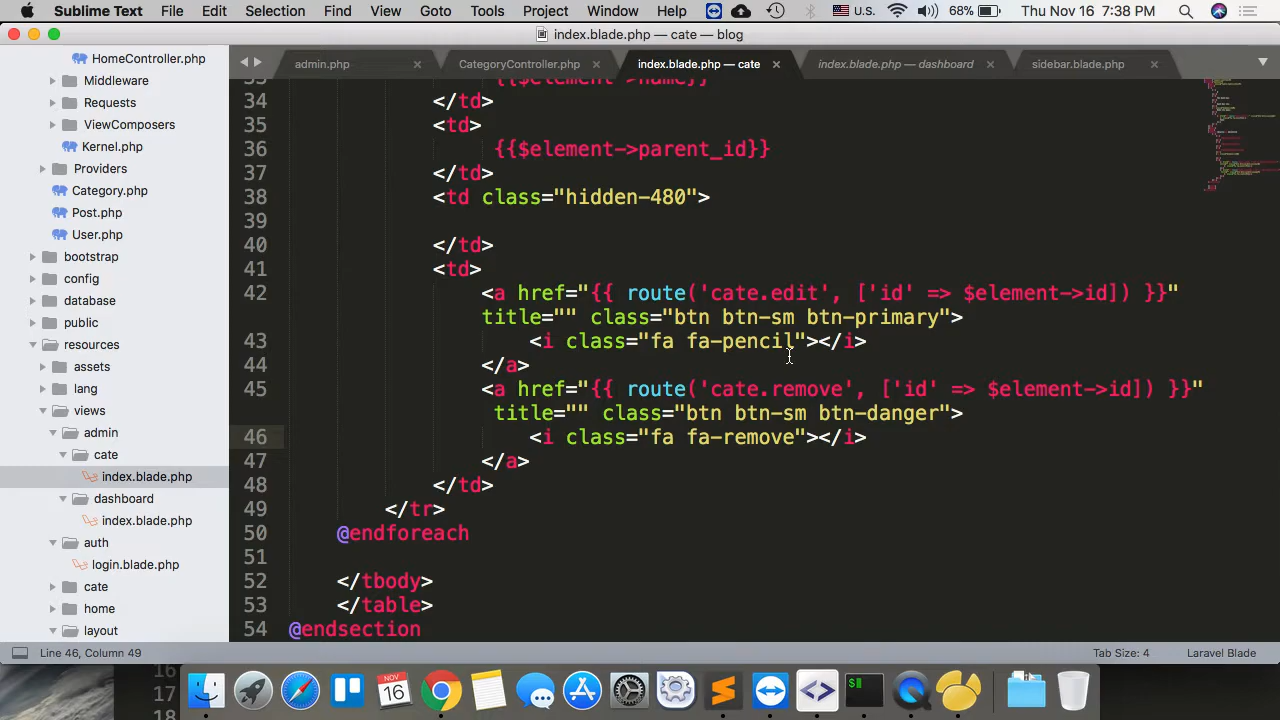 Sublime Text File Edit Selection Find View Goto Tools Project Window Help U.S. 68% Thu Nov 16 7:38 PM
index.blade.php — cate — blog
admin.php × CategoryController.php × index.blade.php — cate × index.blade.php — dashboard × sidebar.blade.php ×
HomeController.php
Middleware
Requests
ViewComposers
Kernel.php
Providers
Category.php
Post.php
User.php
bootstrap
config
database
public
resources
assets
lang
views
admin
cate
index.blade.php
dashboard
index.blade.php
auth
login.blade.php
cate
home
layout
33 {{$element->name}}
34 </td>
35 <td>
36 {{$element->parent_id}}
37 </td>
38 <td class="hidden-480">
39
40 </td>
41 <td>
42 <a href="{{ route('cate.edit', ['id' => $element->id]) }}"
title="" class="btn btn-sm btn-primary">
43 <i class="fa fa-pencil"></i>
44 </a>
45 <a href="{{ route('cate.remove', ['id' => $element->id]) }}"
title="" class="btn btn-sm btn-danger">
46 <i class="fa fa-remove"></i>
47 </a>
48 </td>
49 </tr>
50 @endforeach
51
52 </tbody>
53 </table>
54 @endsection
Line 46, Column 49 Tab Size: 4 Laravel Blade
16
17
18
NOV
16